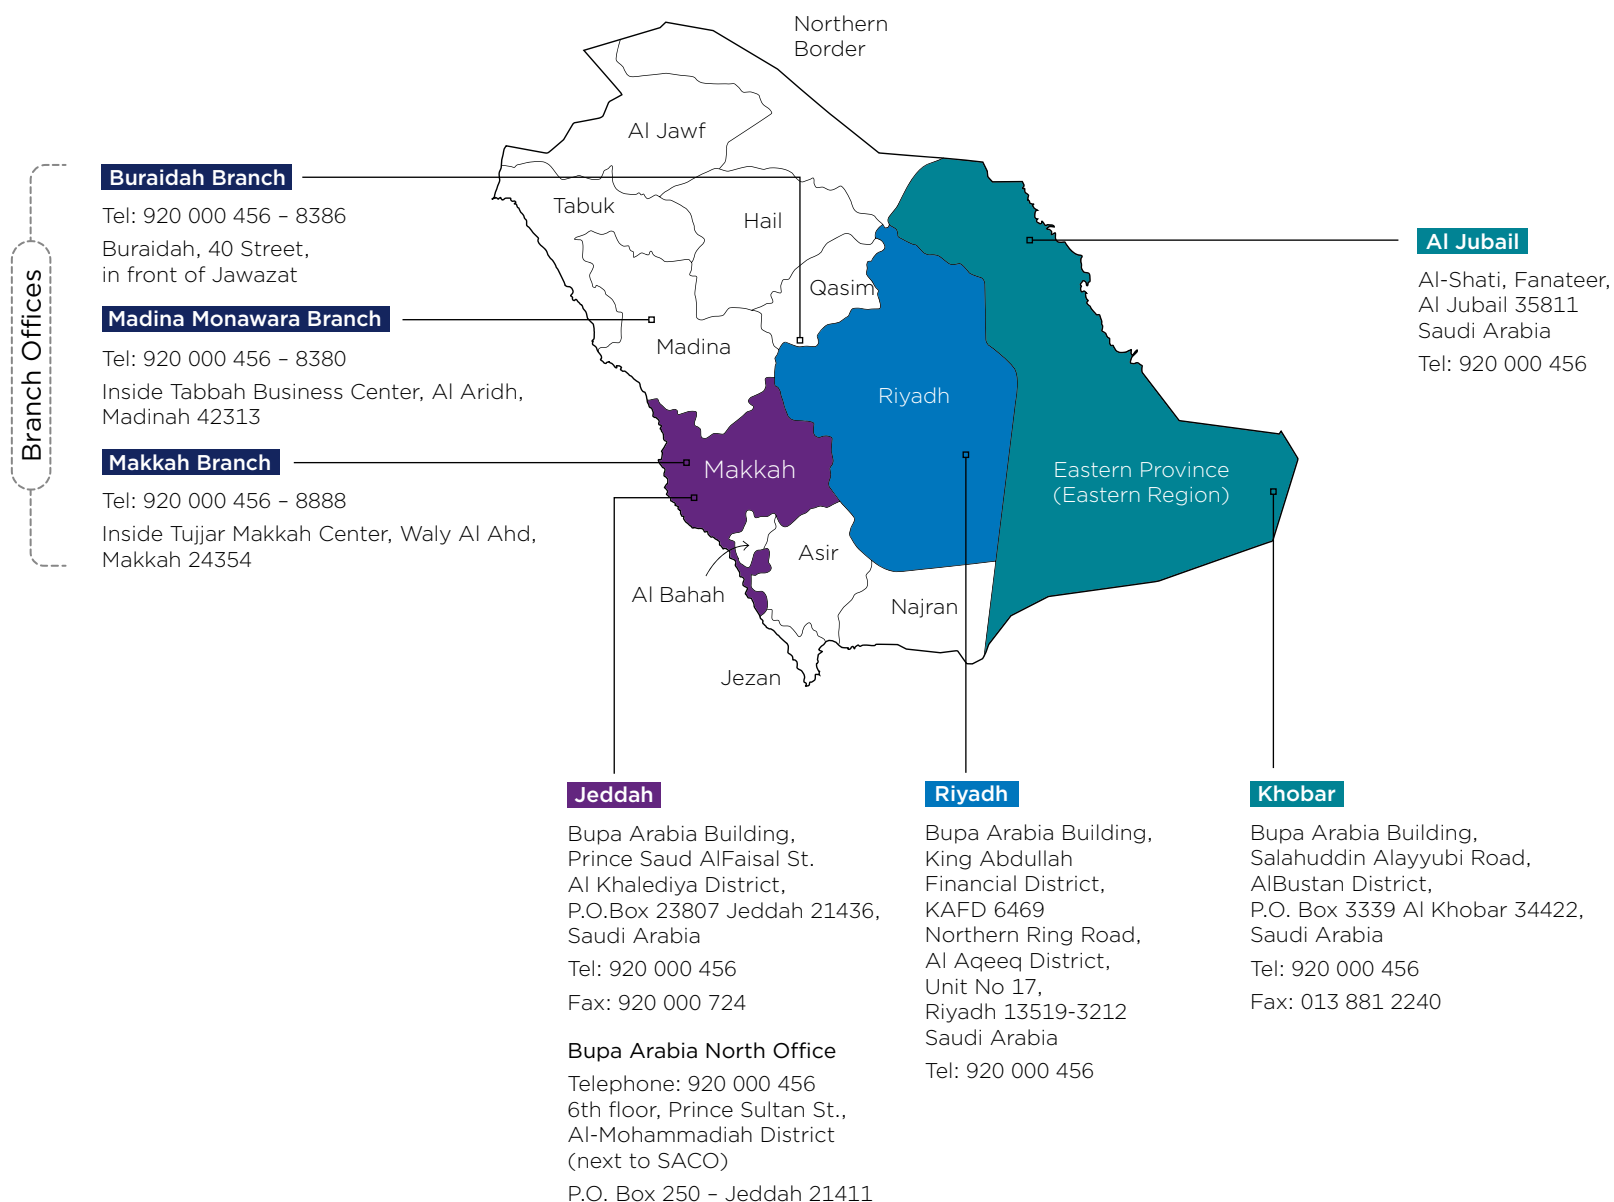 Northern
Border
Al Jawf
Tabuk
Hail
Qasim
Madina
Riyadh
Makkah
Eastern Province
(Eastern Region)
Asir
Al Bahah
Najran
Jezan
Branch Offices
Buraidah Branch
Tel: 920 000 456 – 8386
Buraidah, 40 Street,
in front of Jawazat
Madina Monawara Branch
Tel: 920 000 456 – 8380
Inside Tabbah Business Center, Al Aridh,
Madinah 42313
Makkah Branch
Tel: 920 000 456 – 8888
Inside Tujjar Makkah Center, Waly Al Ahd,
Makkah 24354
Al Jubail
Al-Shati, Fanateer,
Al Jubail 35811
Saudi Arabia
Tel: 920 000 456
Jeddah
Bupa Arabia Building,
Prince Saud AlFaisal St.
Al Khalediya District,
P.O.Box 23807 Jeddah 21436,
Saudi Arabia
Tel: 920 000 456
Fax: 920 000 724
Bupa Arabia North Office
Telephone: 920 000 456
6th floor, Prince Sultan St.,
Al-Mohammadiah District
(next to SACO)
P.O. Box 250 – Jeddah 21411
Riyadh
Bupa Arabia Building,
King Abdullah
Financial District,
KAFD 6469
Northern Ring Road,
Al Aqeeq District,
Unit No 17,
Riyadh 13519-3212
Saudi Arabia
Tel: 920 000 456
Khobar
Bupa Arabia Building,
Salahuddin Alayyubi Road,
AlBustan District,
P.O. Box 3339 Al Khobar 34422,
Saudi Arabia
Tel: 920 000 456
Fax: 013 881 2240